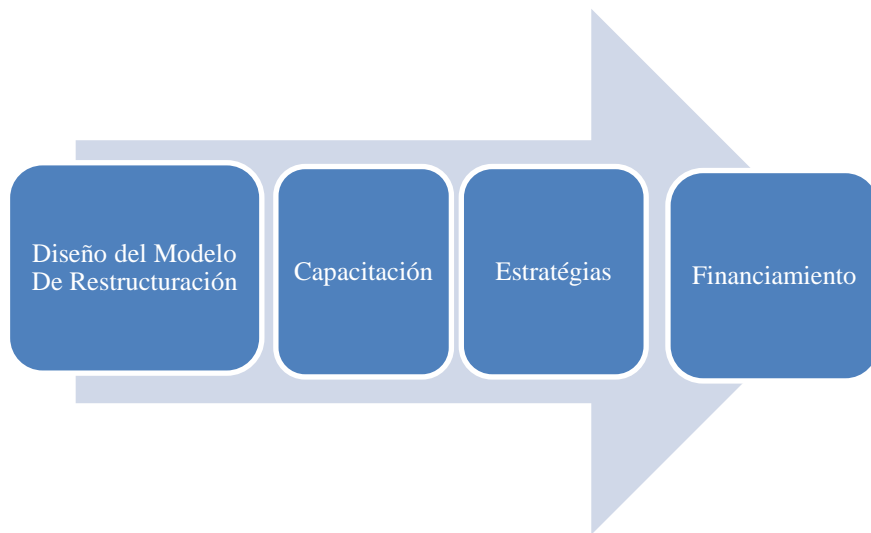 Diseño del Modelo
De Restructuración
Capacitación
Estratégias
Financiamiento